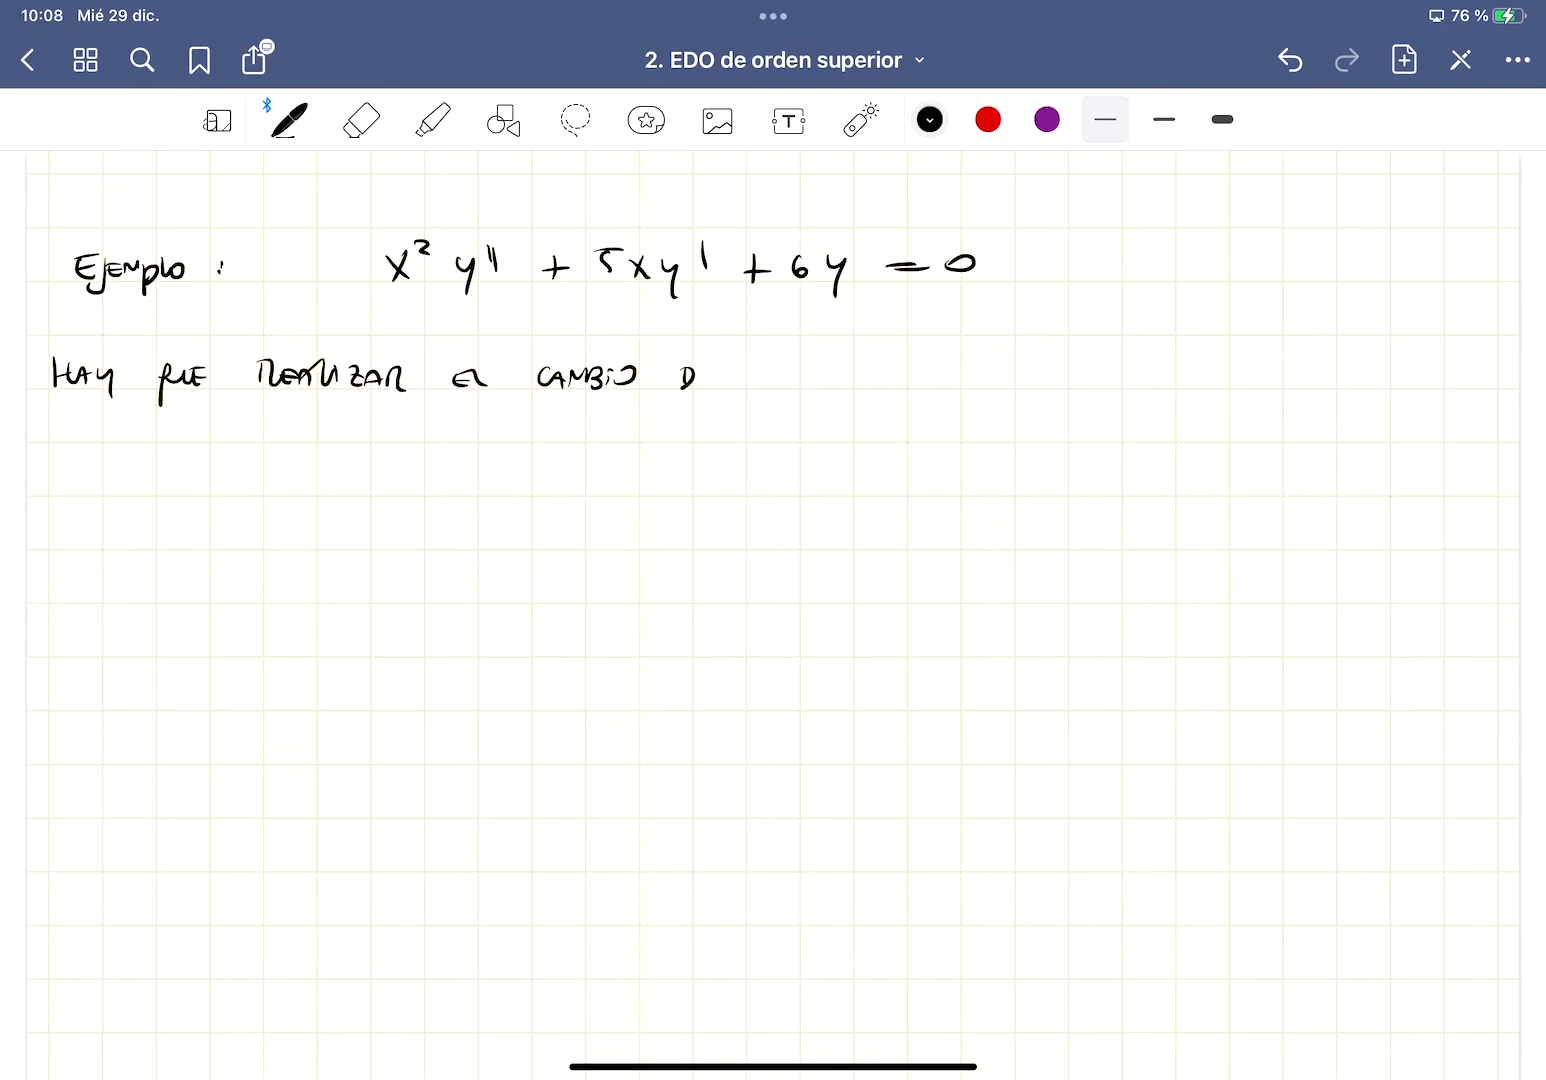 10:08 Mié 29 dic.
76 %
2. EDO de orden superior
T
Ejemplo : x² y'' + 5xy' + 6y = 0
HAY QUE REALIZAR EL CAMBIO D